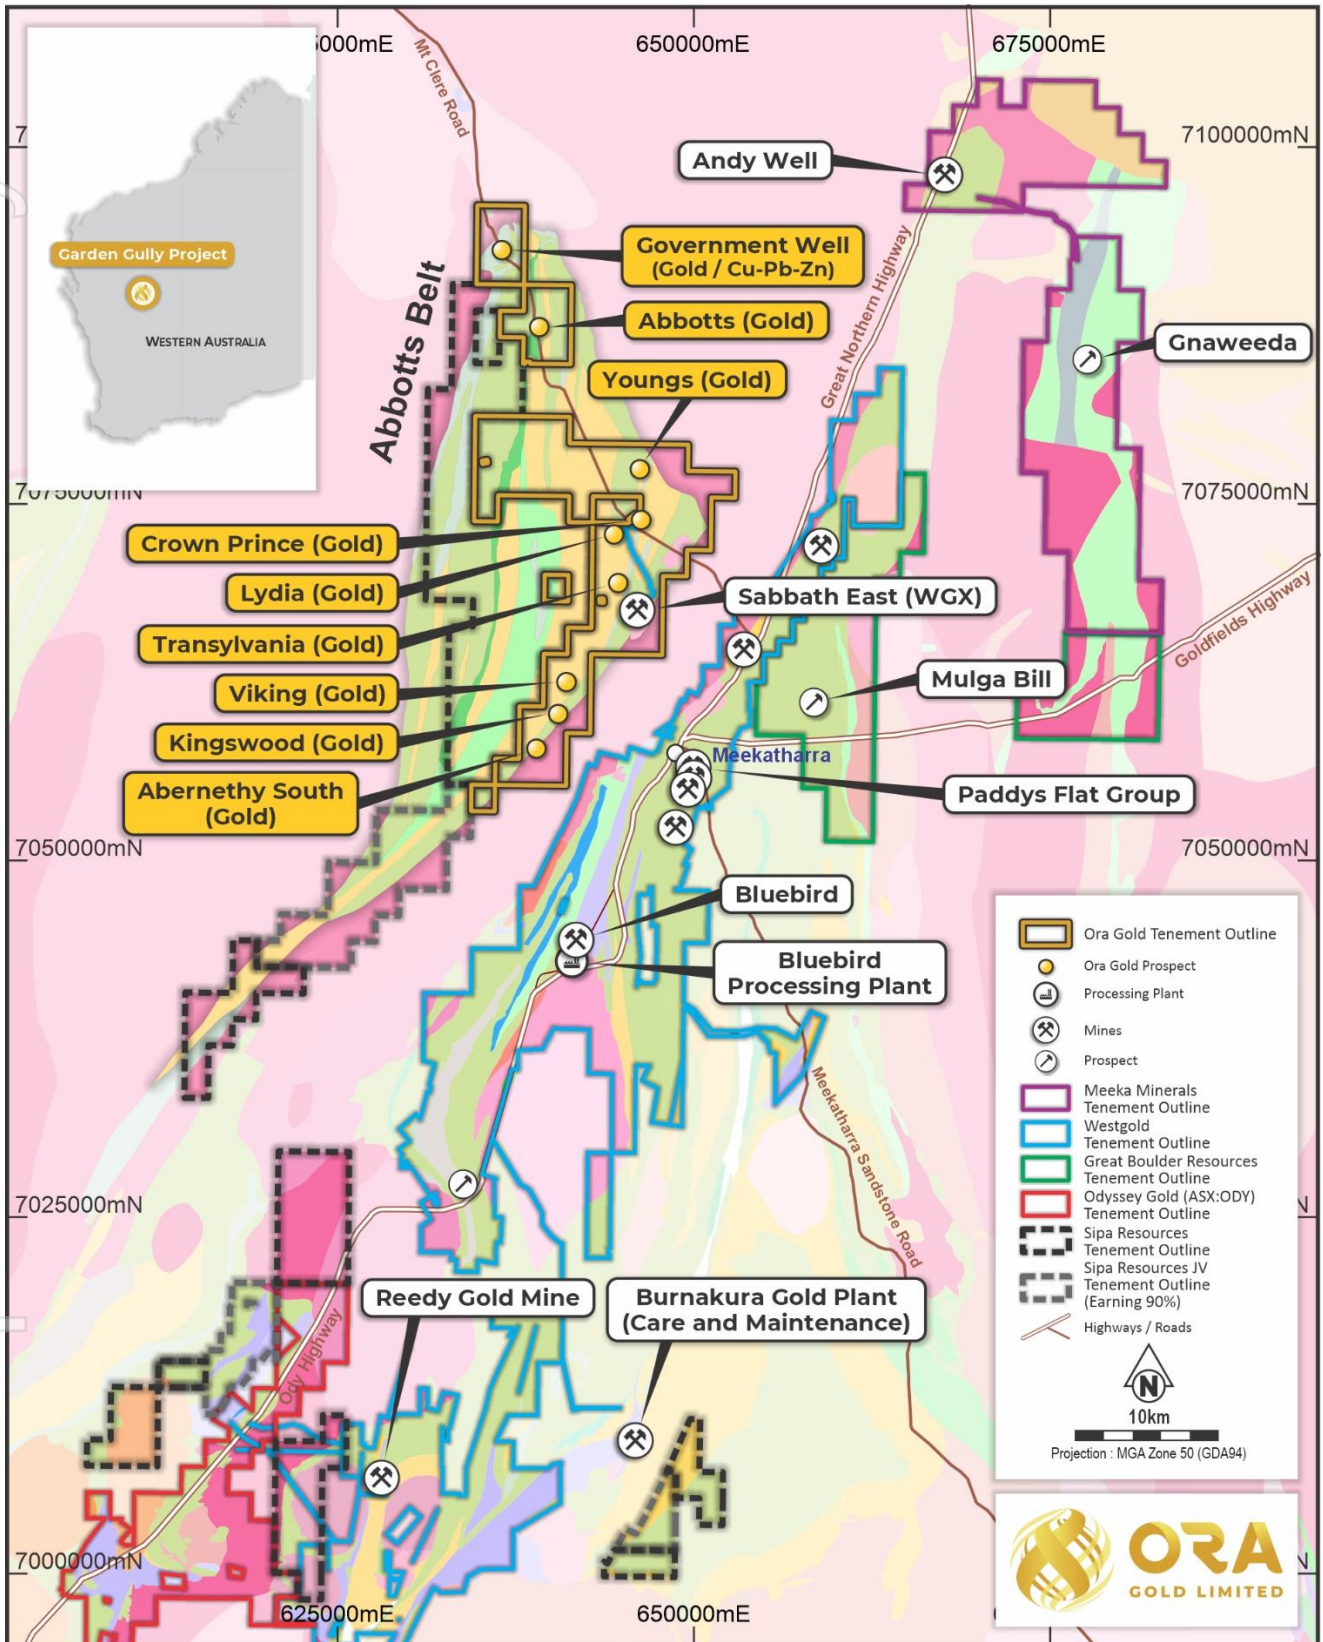 5000mE
650000mE
675000mE
Mt Clere Road
Andy Well
7100000mN
Garden Gully Project
WESTERN AUSTRALIA
Government Well
(Gold / Cu-Pb-Zn)
Abbotts Belt
Abbotts (Gold)
Great Northern Highway
Gnaweeda
Youngs (Gold)
7075000mN
7075000mN
Crown Prince (Gold)
Lydia (Gold)
Sabbath East (WGX)
Goldfields Highway
Transylvania (Gold)
Viking (Gold)
Mulga Bill
Kingswood (Gold)
Meekatharra
Abernethy South
(Gold)
Paddys Flat Group
7050000mN
7050000mN
Bluebird
Bluebird
Processing Plant
Ora Gold Tenement Outline
Ora Gold Prospect
Processing Plant
Mines
Prospect
Meeka Minerals
Tenement Outline
Westgold
Tenement Outline
Great Boulder Resources
Tenement Outline
Odyssey Gold (ASX:ODY)
Tenement Outline
Sipa Resources
Tenement Outline
Sipa Resources JV
Tenement Outline
(Earning 90%)
Highways / Roads
N
10km
Projection : MGA Zone 50 (GDA94)
Meekatharra Sandstone Road
7025000mN
N
Reedy Gold Mine
Burnakura Gold Plant
(Care and Maintenance)
Ody Highway
7000000mN
N
625000mE
650000mE
ORA
GOLD LIMITED